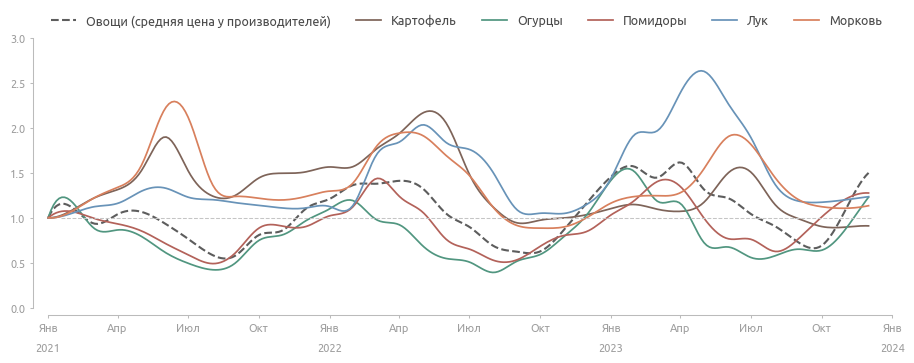 Овощи (средняя цена у производителей) Картофель Огурцы Помидоры Лук Морковь
3.0
2.5
2.0
1.5
1.0
0.5
0.0
Янв Апр Июл Окт Янв Апр Июл Окт Янв Апр Июл Окт Янв
2021 2022 2023 2024